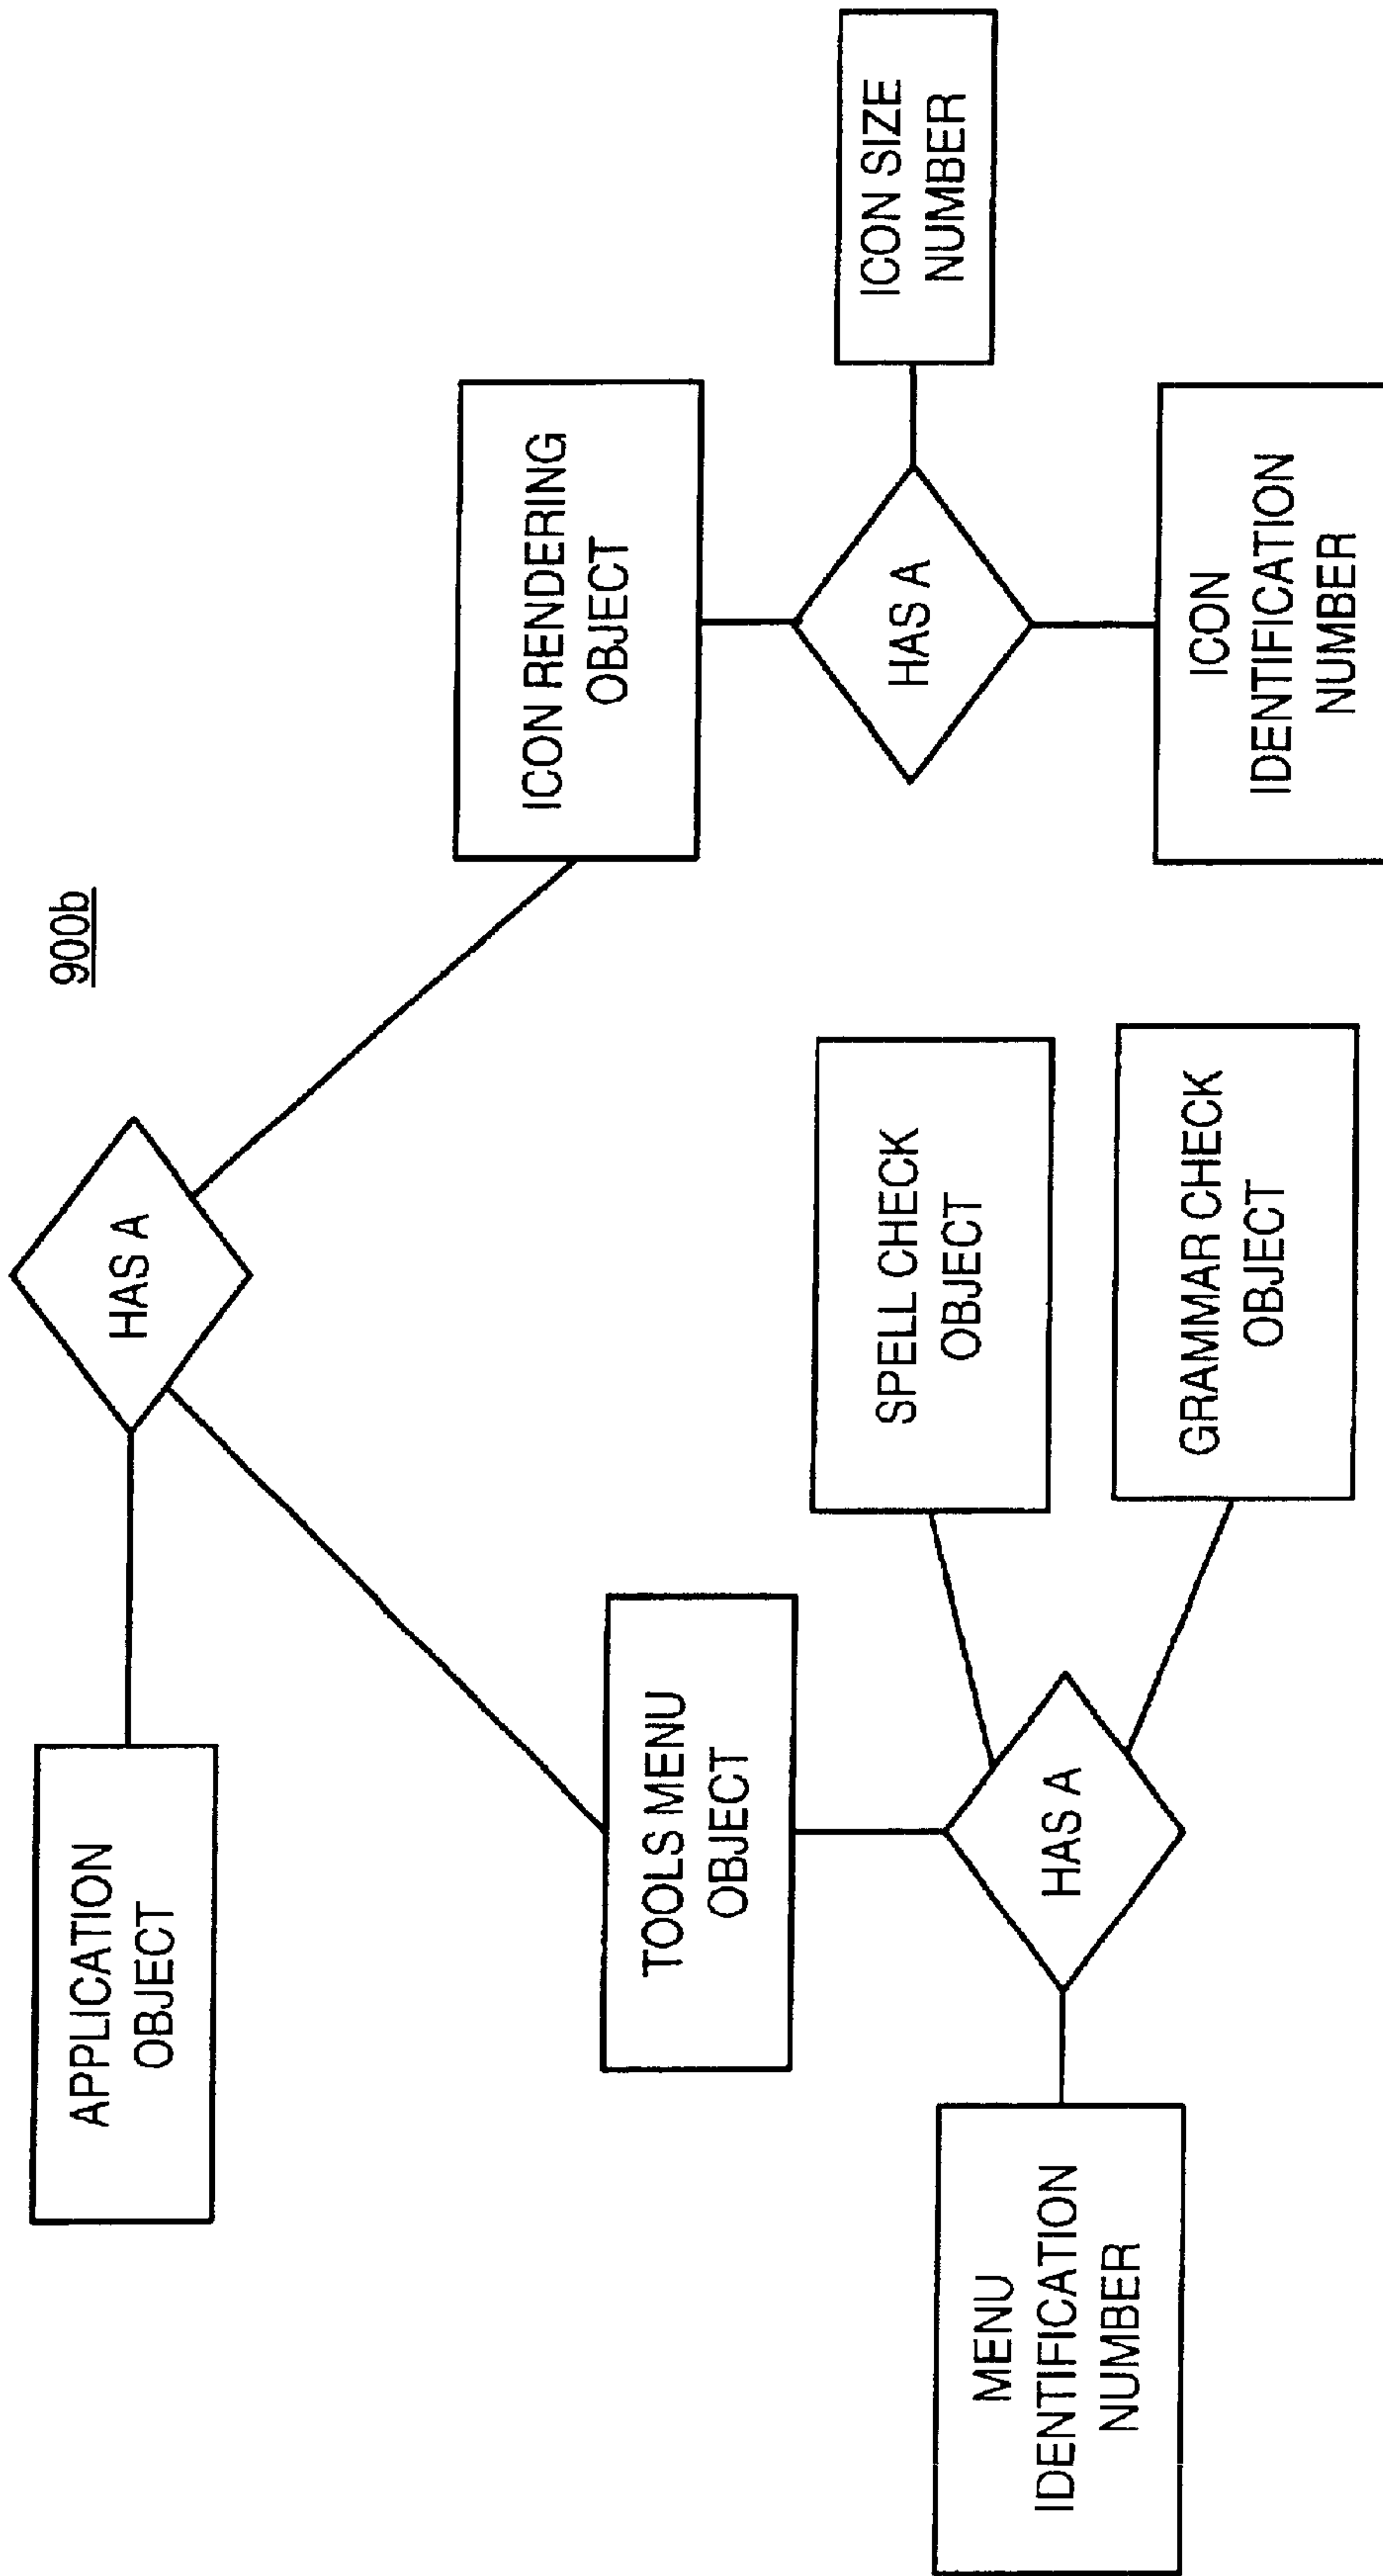 900b
APPLICATION
OBJECT
HAS A
TOOLS MENU
OBJECT
ICON RENDERING
OBJECT
MENU
IDENTIFICATION
NUMBER
HAS A
SPELL CHECK
OBJECT
GRAMMAR CHECK
OBJECT
HAS A
ICON SIZE
NUMBER
ICON
IDENTIFICATION
NUMBER